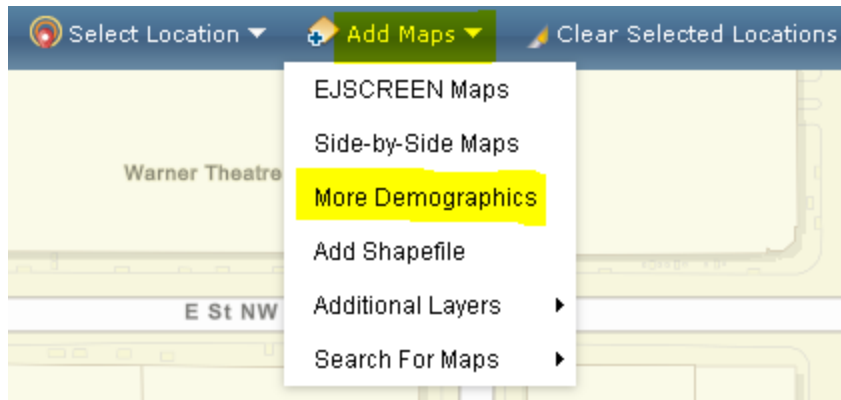 Select Location Add Maps Clear Selected Locations
EJSCREEN Maps
Side-by-Side Maps
Warner Theatre
More Demographics
Add Shapefile
Additional Layers
E St NW
Search For Maps